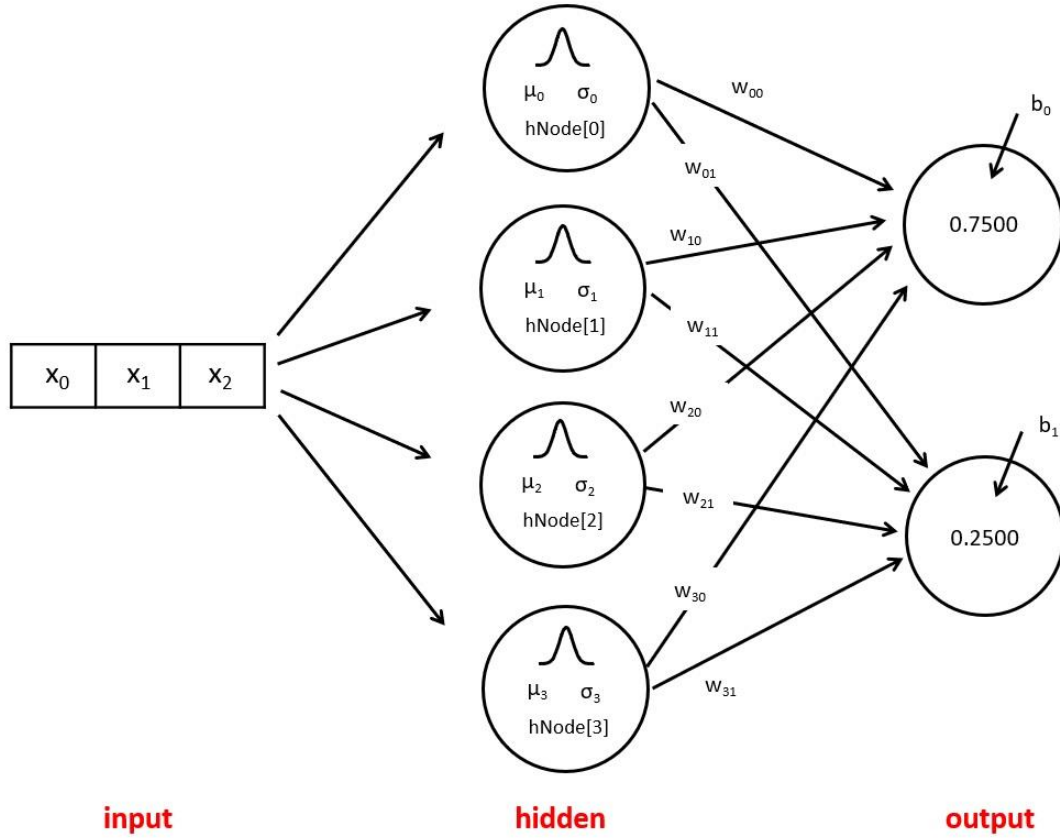 x₀ x₁ x₂
μ₀ σ₀
hNode[0]
μ₁ σ₁
hNode[1]
μ₂ σ₂
hNode[2]
μ₃ σ₃
hNode[3]
w₀₀
w₀₁
w₁₀
w₁₁
w₂₀
w₂₁
w₃₀
w₃₁
b₀
0.7500
b₁
0.2500
input hidden output